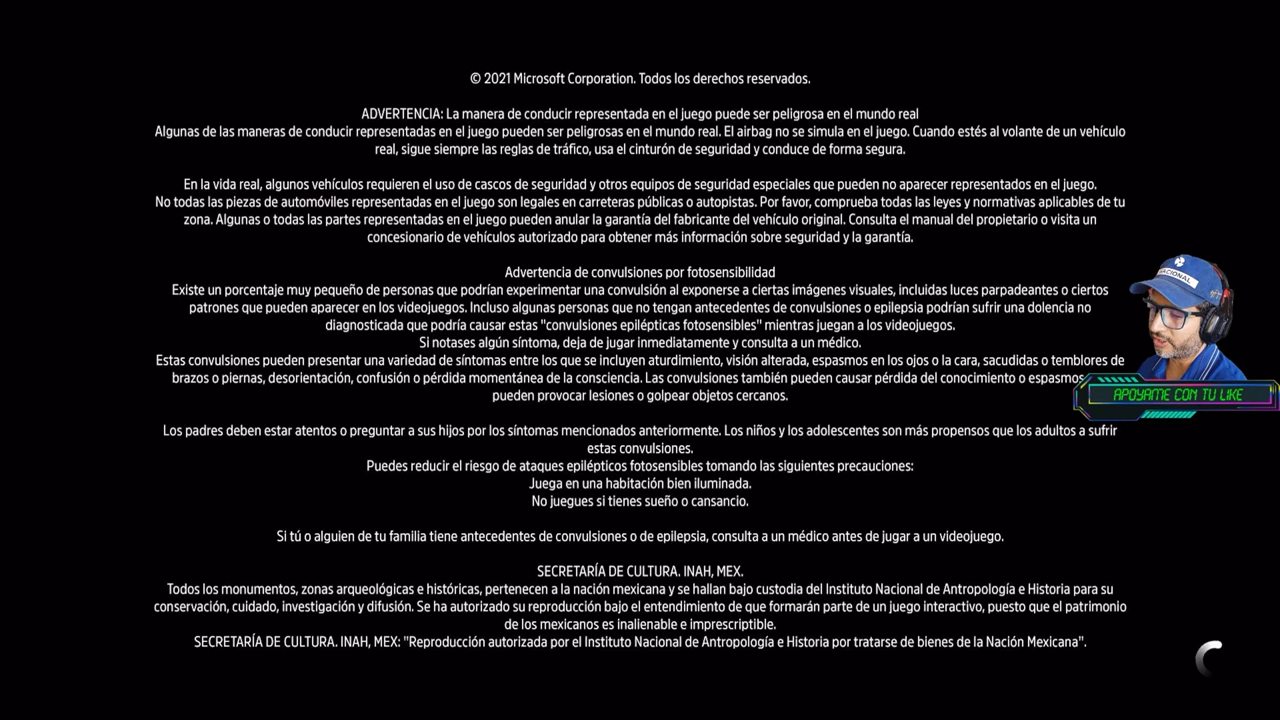 © 2021 Microsoft Corporation. Todos los derechos reservados.
ADVERTENCIA: La manera de conducir representada en el juego puede ser peligrosa en el mundo real
Algunas de las maneras de conducir representadas en el juego pueden ser peligrosas en el mundo real. El airbag no se simula en el juego. Cuando estés al volante de un vehículo
real, sigue siempre las reglas de tráfico, usa el cinturón de seguridad y conduce de forma segura.
En la vida real, algunos vehículos requieren el uso de cascos de seguridad y otros equipos de seguridad especiales que pueden no aparecer representados en el juego.
No todas las piezas de automóviles representadas en el juego son legales en carreteras públicas o autopistas. Por favor, comprueba todas las leyes y normativas aplicables de tu
zona. Algunas o todas las partes representadas en el juego pueden anular la garantía del fabricante del vehículo original. Consulta el manual del propietario o visita un
concesionario de vehículos autorizado para obtener más información sobre seguridad y la garantía.
Advertencia de convulsiones por fotosensibilidad
Existe un porcentaje muy pequeño de personas que podrían experimentar una convulsión al exponerse a ciertas imágenes visuales, incluidas luces parpadeantes o ciertos
patrones que pueden aparecer en los videojuegos. Incluso algunas personas que no tengan antecedentes de convulsiones o epilepsia podrían sufrir una dolencia no
diagnosticada que podría causar estas "convulsiones epilépticas fotosensibles" mientras juegan a los videojuegos.
Si notases algún síntoma, deja de jugar inmediatamente y consulta a un médico.
Estas convulsiones pueden presentar una variedad de síntomas entre los que se incluyen aturdimiento, visión alterada, espasmos en los ojos o la cara, sacudidas o temblores de
brazos o piernas, desorientación, confusión o pérdida momentánea de la consciencia. Las convulsiones también pueden causar pérdida del conocimiento o espasmos
pueden provocar lesiones o golpear objetos cercanos.
APOYAME CON TU LIKE
Los padres deben estar atentos o preguntar a sus hijos por los síntomas mencionados anteriormente. Los niños y los adolescentes son más propensos que los adultos a sufrir
estas convulsiones.
Puedes reducir el riesgo de ataques epilépticos fotosensibles tomando las siguientes precauciones:
Juega en una habitación bien iluminada.
No juegues si tienes sueño o cansancio.
Si tú o alguien de tu familia tiene antecedentes de convulsiones o de epilepsia, consulta a un médico antes de jugar a un videojuego.
SECRETARÍA DE CULTURA. INAH, MEX.
Todos los monumentos, zonas arqueológicas e históricas, pertenecen a la nación mexicana y se hallan bajo custodia del Instituto Nacional de Antropología e Historia para su
conservación, cuidado, investigación y difusión. Se ha autorizado su reproducción bajo el entendimiento de que formarán parte de un juego interactivo, puesto que el patrimonio
de los mexicanos es inalienable e imprescriptible.
SECRETARÍA DE CULTURA. INAH, MEX: "Reproducción autorizada por el Instituto Nacional de Antropología e Historia por tratarse de bienes de la Nación Mexicana".